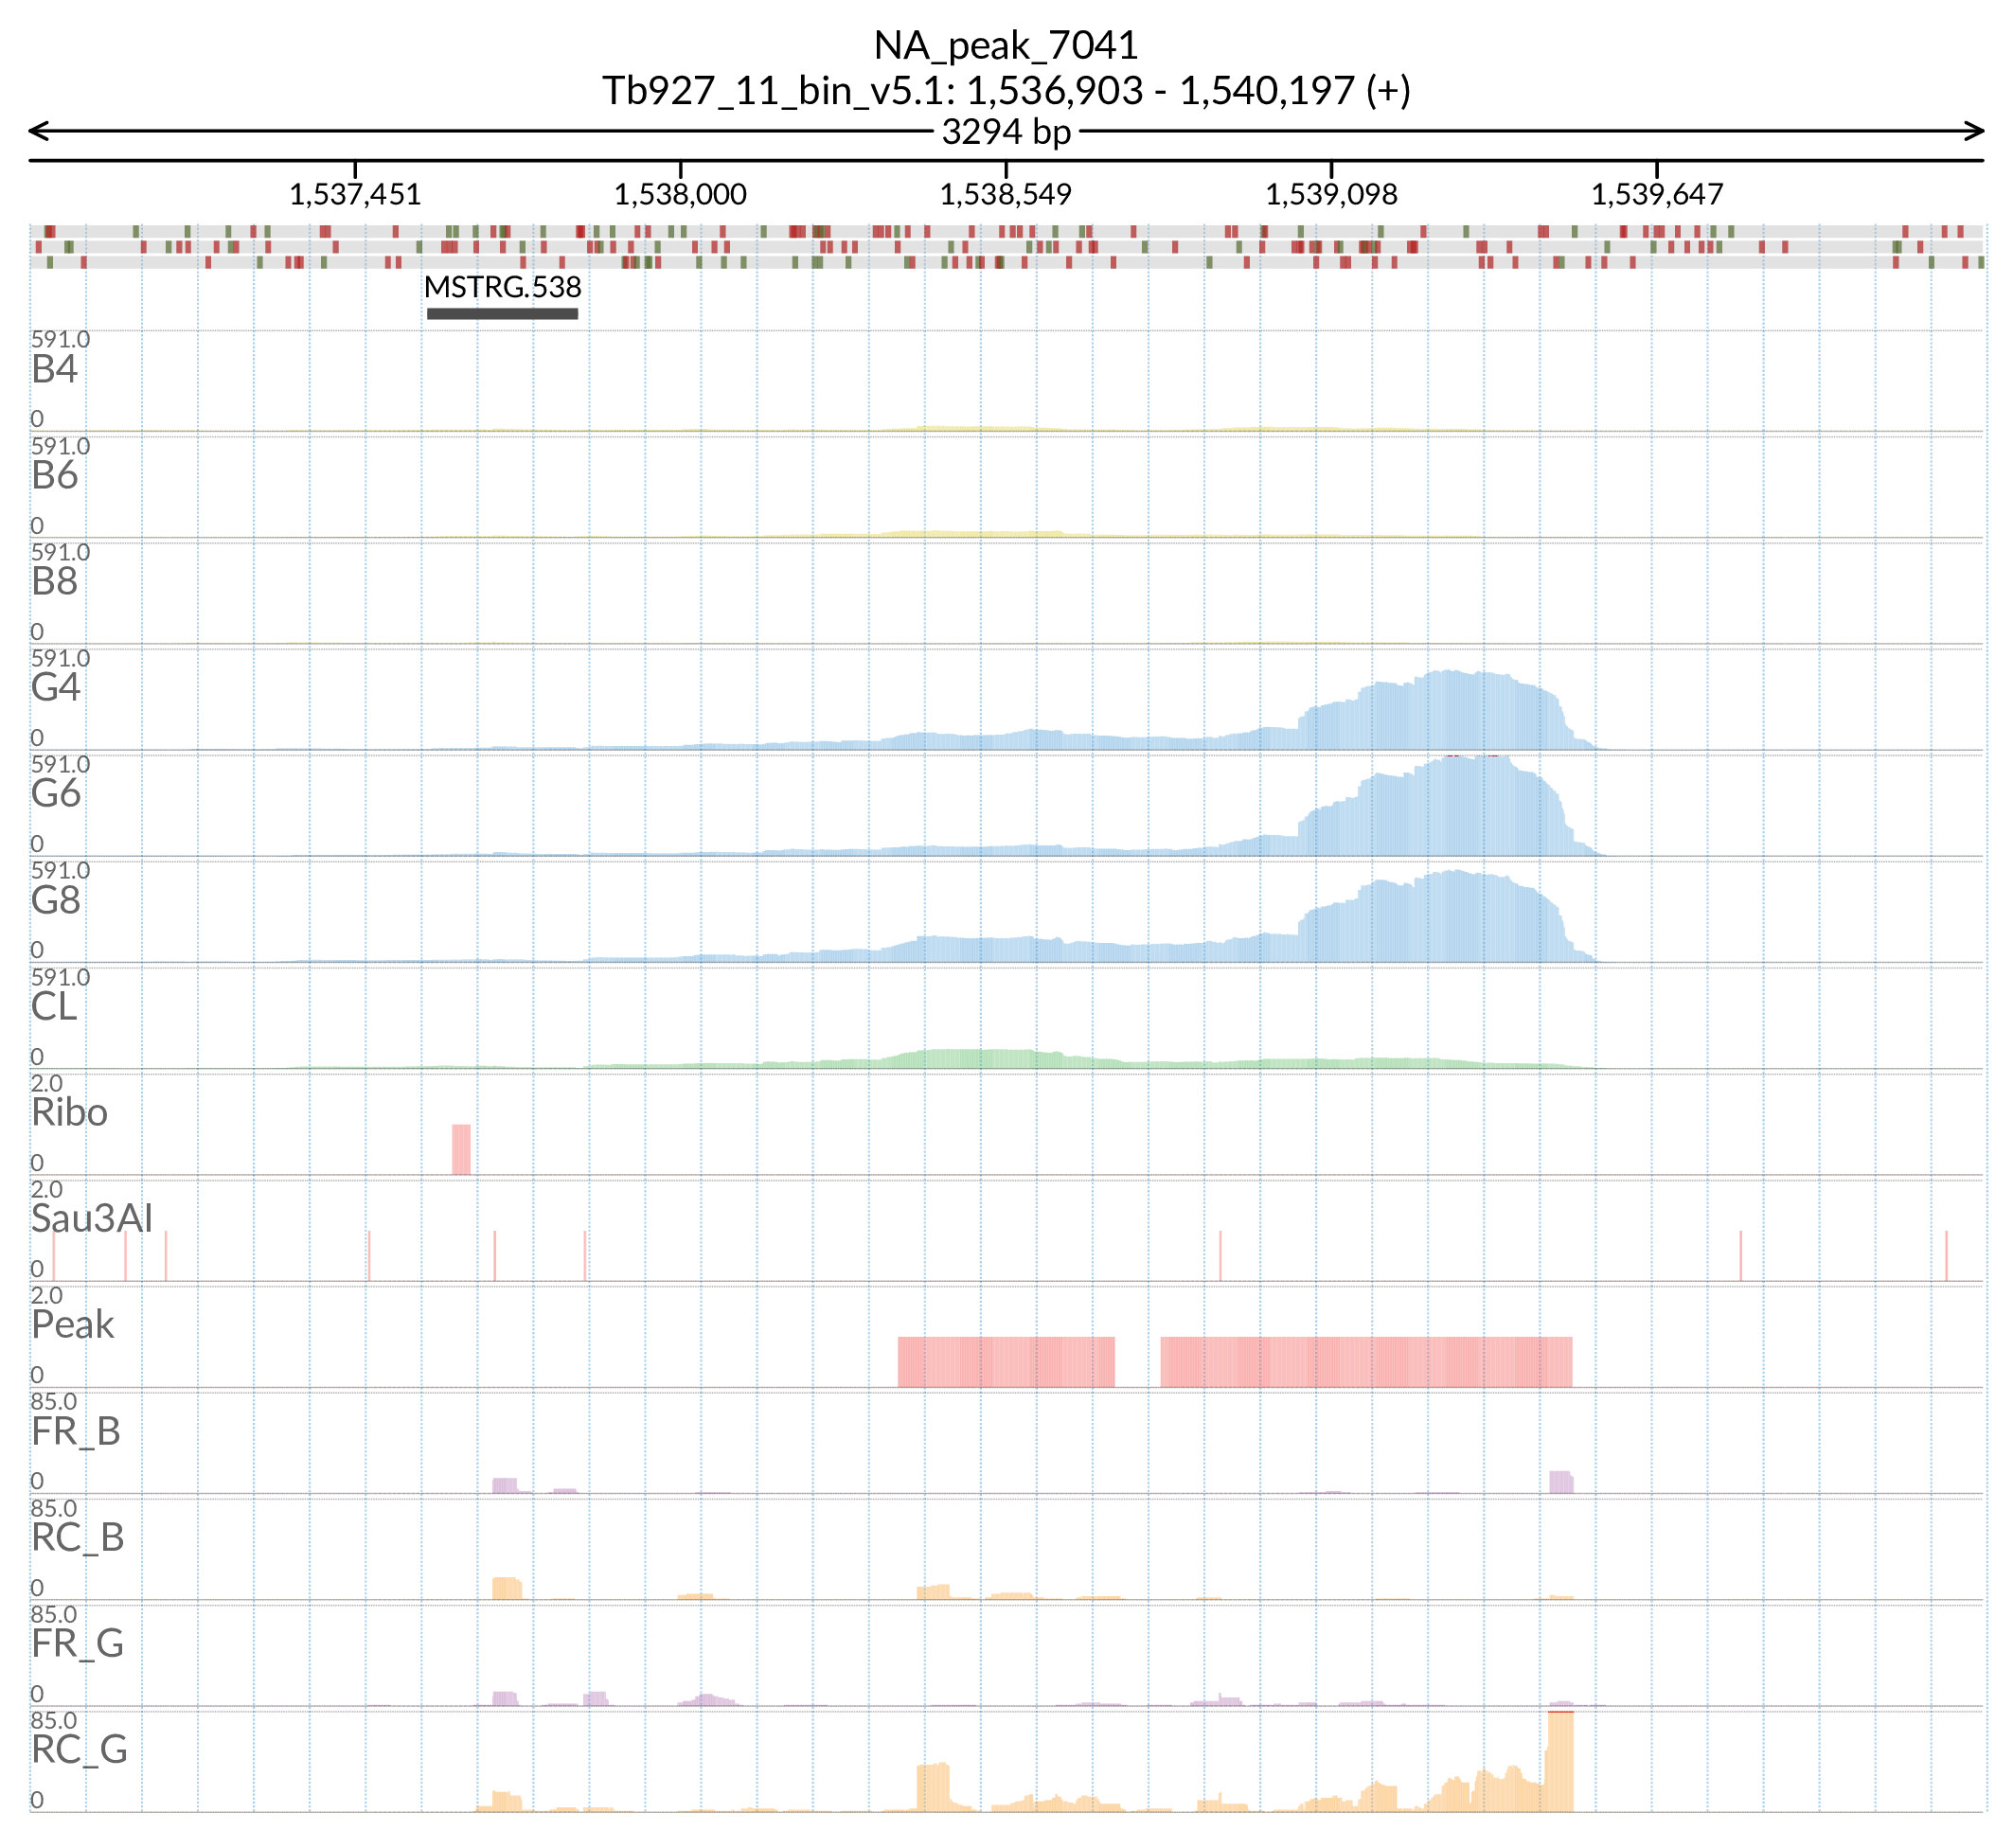 NA_peak_7041
Tb927_11_bin_v5.1: 1,536,903 - 1,540,197 (+)
3294 bp
1,537,451 1,538,000 1,538,549 1,539,098 1,539,647
MSTRG.538
591.0
B4
0
591.0
B6
0
591.0
B8
0
591.0
G4
0
591.0
G6
0
591.0
G8
0
591.0
CL
0
2.0
Ribo
0
2.0
Sau3AI
0
2.0
Peak
0
85.0
FR_B
0
85.0
RC_B
0
85.0
FR_G
0
85.0
RC_G
0